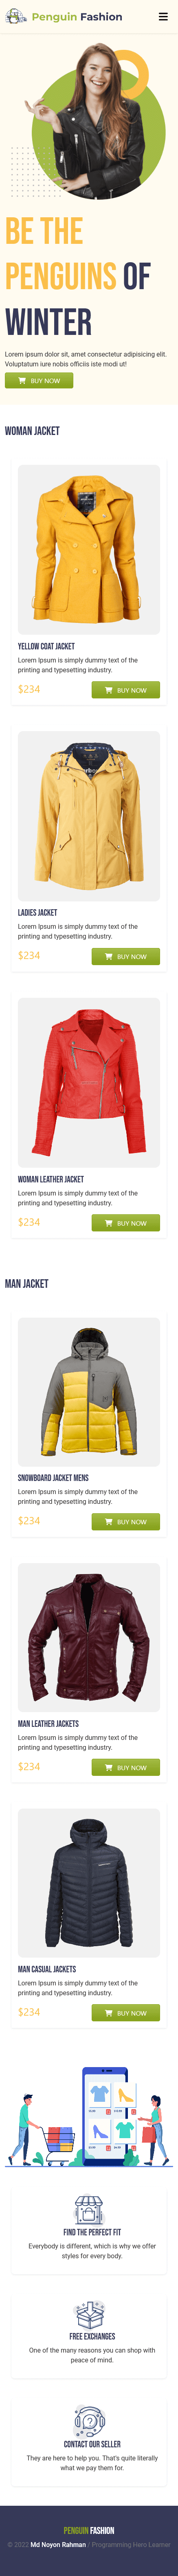 Penguin Fashion
BE THE
PENGUINS OF
WINTER
Lorem ipsum dolor sit, amet consectetur adipisicing elit.
Voluptatum iure nobis officiis iste modi ut!
BUY NOW
WOMAN JACKET
YELLOW COAT JACKET
Lorem Ipsum is simply dummy text of the
printing and typesetting industry.
$234
BUY NOW
LADIES JACKET
Lorem Ipsum is simply dummy text of the
printing and typesetting industry.
$234
BUY NOW
WOMAN LEATHER JACKET
Lorem Ipsum is simply dummy text of the
printing and typesetting industry.
$234
BUY NOW
MAN JACKET
SNOWBOARD JACKET MENS
Lorem Ipsum is simply dummy text of the
printing and typesetting industry.
$234
BUY NOW
MAN LEATHER JACKETS
Lorem Ipsum is simply dummy text of the
printing and typesetting industry.
$234
BUY NOW
MAN CASUAL JACKETS
Lorem Ipsum is simply dummy text of the
printing and typesetting industry.
$234
BUY NOW
FIND THE PERFECT FIT
Everybody is different, which is why we offer
styles for every body.
FREE EXCHANGES
One of the many reasons you can shop with
peace of mind.
CONTACT OUR SELLER
They are here to help you. That's quite literally
what we pay them for.
PENGUIN FASHION
© 2022 Md Noyon Rahman / Programming Hero Learner